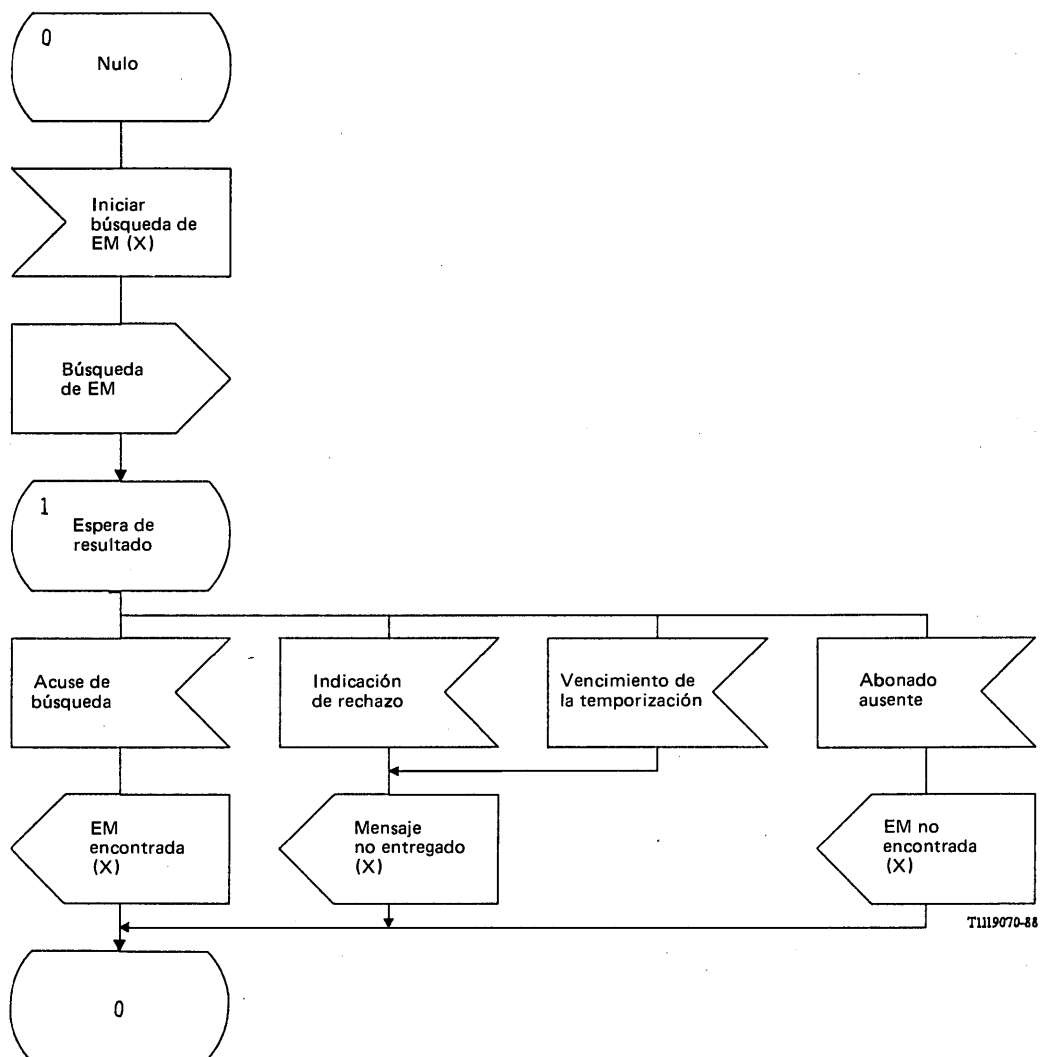 0
Nulo
Iniciar
búsqueda de
EM (X)
Búsqueda
de EM
1
Espera de
resultado
Acuse de
búsqueda
Indicación
de rechazo
Vencimiento de
la temporización
Abonado
ausente
EM
encontrada
(X)
Mensaje
no entregado
(X)
EM no
encontrada
(X)
T1119070-88
0